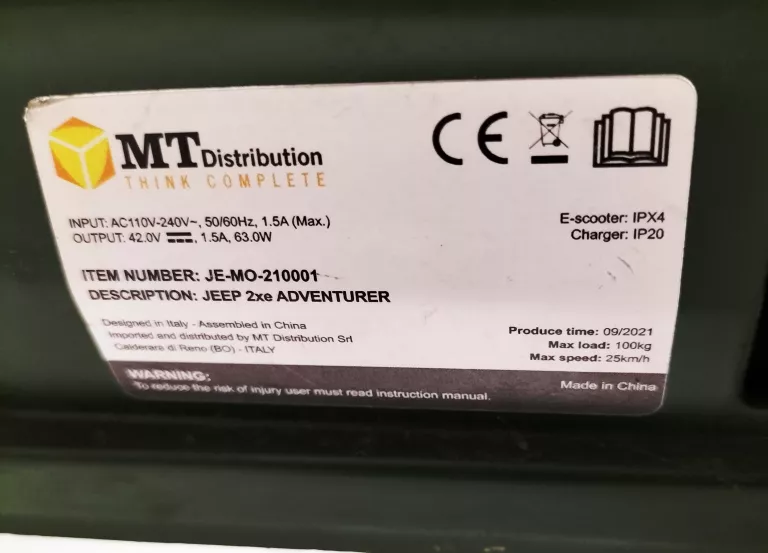 MT Distribution
THINK COMPLETE
CE
INPUT: AC110V-240V~, 50/60Hz, 1.5A (Max.)
OUTPUT: 42.0V ⎓, 1.5A, 63.0W
E-scooter: IPX4
Charger: IP20
ITEM NUMBER: JE-MO-210001
DESCRIPTION: JEEP 2xe ADVENTURER
Designed in Italy - Assembled in China
Imported and distributed by MT Distribution Srl
Calderara di Reno (BO) - ITALY
Produce time: 09/2021
Max load: 100kg
Max speed: 25km/h
WARNING:
To reduce the risk of injury user must read instruction manual.
Made in China